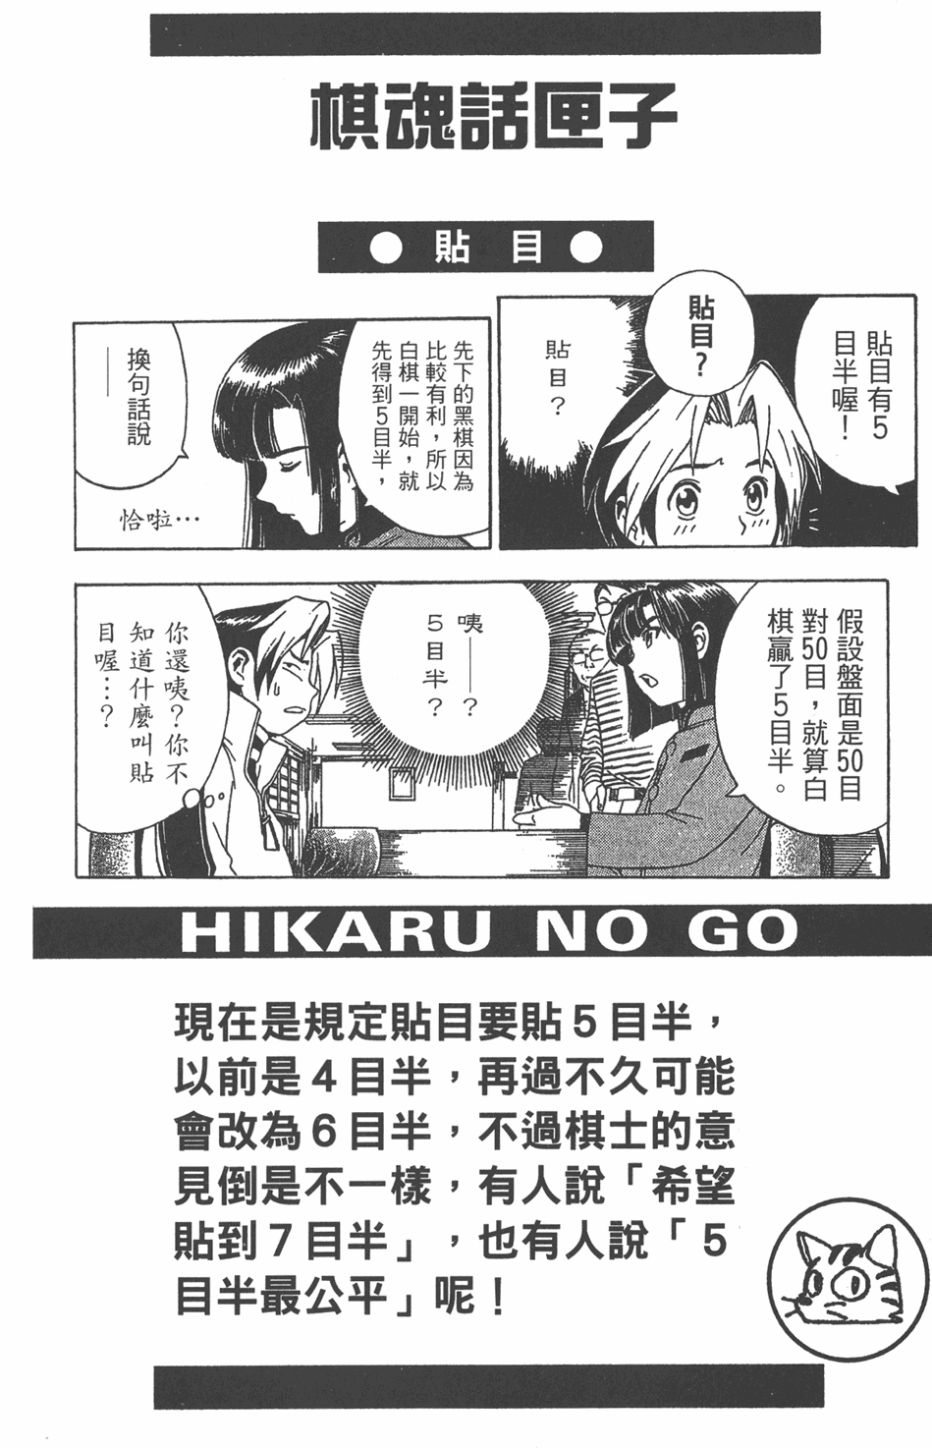 棋魂話匣子
● 貼目 ●
貼目有５
目半喔！
貼目？
貼目？
先下的黑棋因為
比較有利，所以
白棋一開始，就
先得到５目半，
換句話說
——
恰啦…
假設盤面是50目
對50目，就算白
棋贏了５目半。
咦——？
５目半？
你還咦？你不
知道什麼叫貼
目喔…？
HIKARU NO GO
現在是規定貼目要貼５目半，
以前是４目半，再過不久可能
會改為６目半，不過棋士的意
見倒是不一樣，有人說「希望
貼到７目半」，也有人說「５
目半最公平」呢！